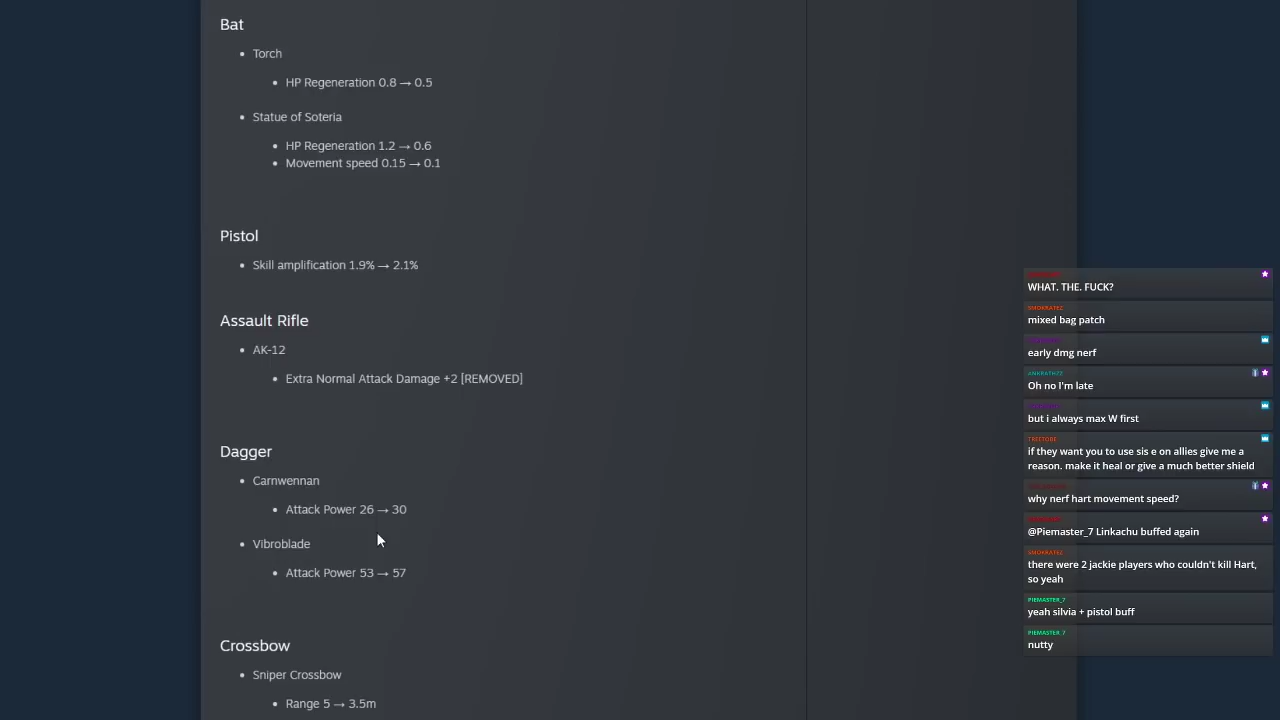 Bat
• Torch
• HP Regeneration 0.8 → 0.5
• Statue of Soteria
• HP Regeneration 1.2 → 0.6
• Movement speed 0.15 → 0.1
Pistol
• Skill amplification 1.9% → 2.1%
Assault Rifle
• AK-12
• Extra Normal Attack Damage +2 [REMOVED]
Dagger
• Carnwennan
• Attack Power 26 → 30
• Vibroblade
• Attack Power 53 → 57
Crossbow
• Sniper Crossbow
• Range 5 → 3.5m
WHAT. THE. FUCK?
SMOKRATEZ
mixed bag patch
early dmg nerf
Oh no I'm late
but i always max W first
TREETOBE
if they want you to use sis e on allies give me a
reason. make it heal or give a much better shield
why nerf hart movement speed?
@Piemaster_7 Linkachu buffed again
SMOKRATEZ
there were 2 jackie players who couldn't kill Hart,
so yeah
PIEMASTER_7
yeah silvia + pistol buff
PIEMASTER_7
nutty